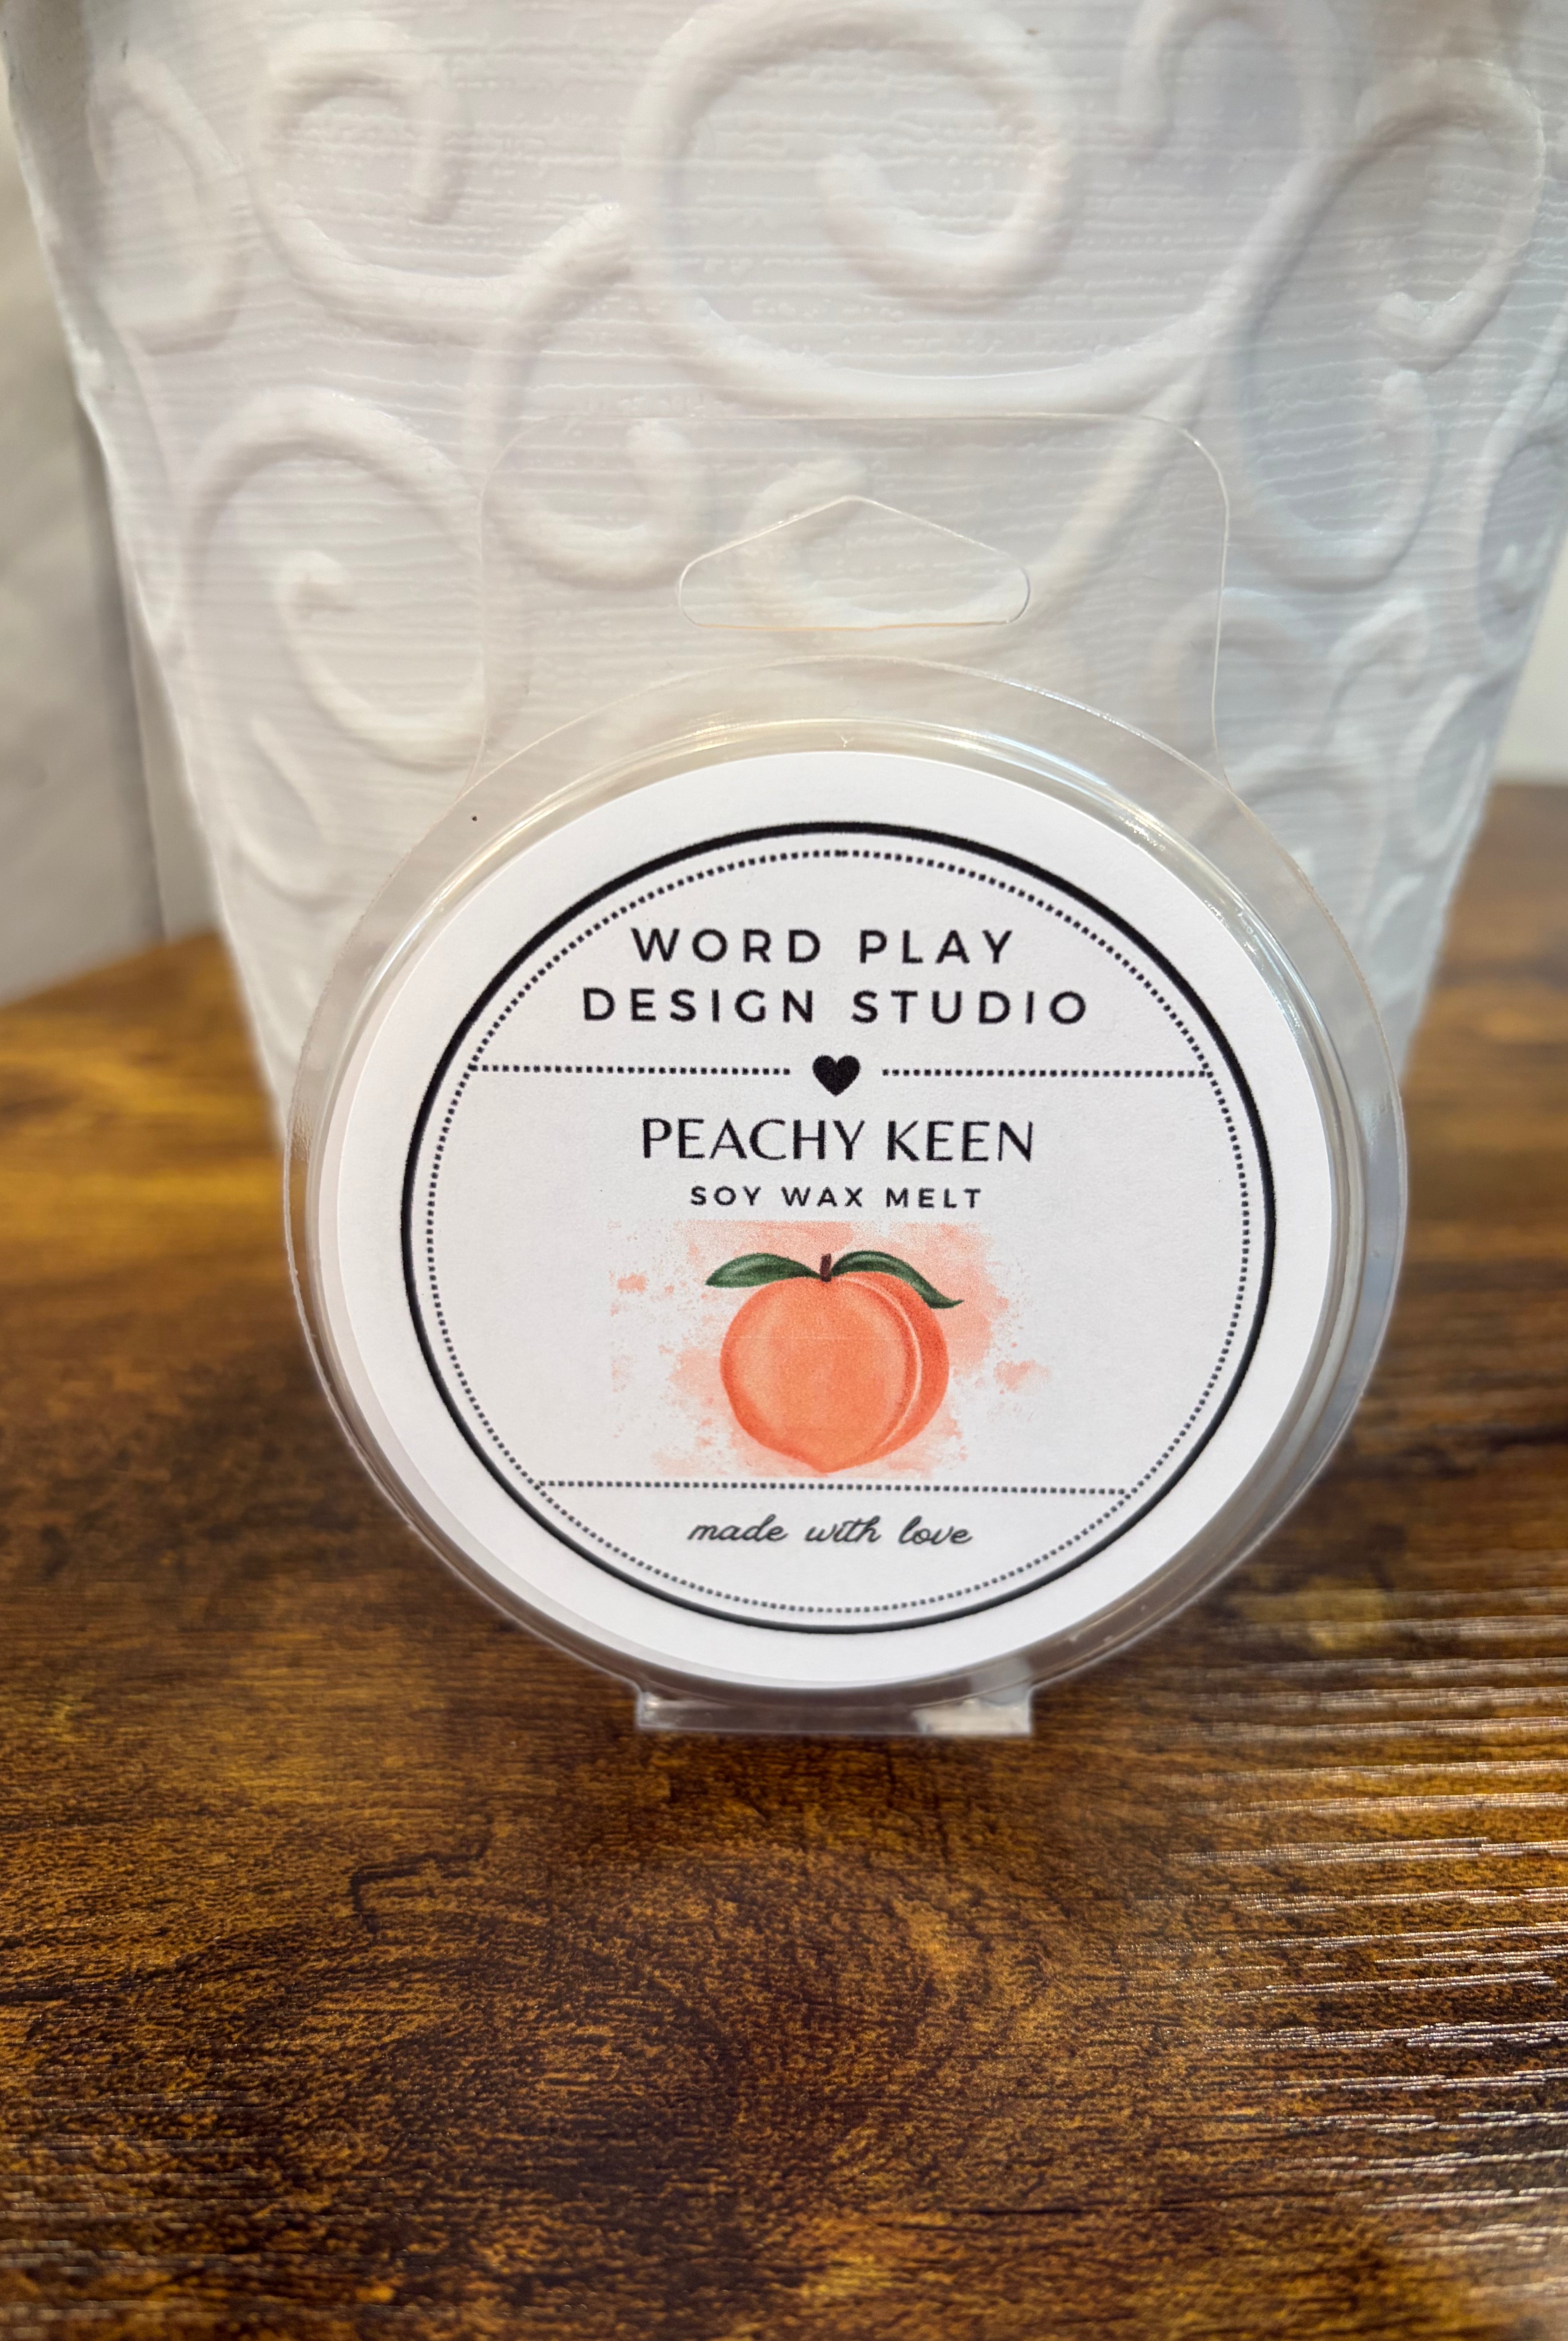 WORD PLAY
DESIGN STUDIO
PEACHY KEEN
SOY WAX MELT
made with love